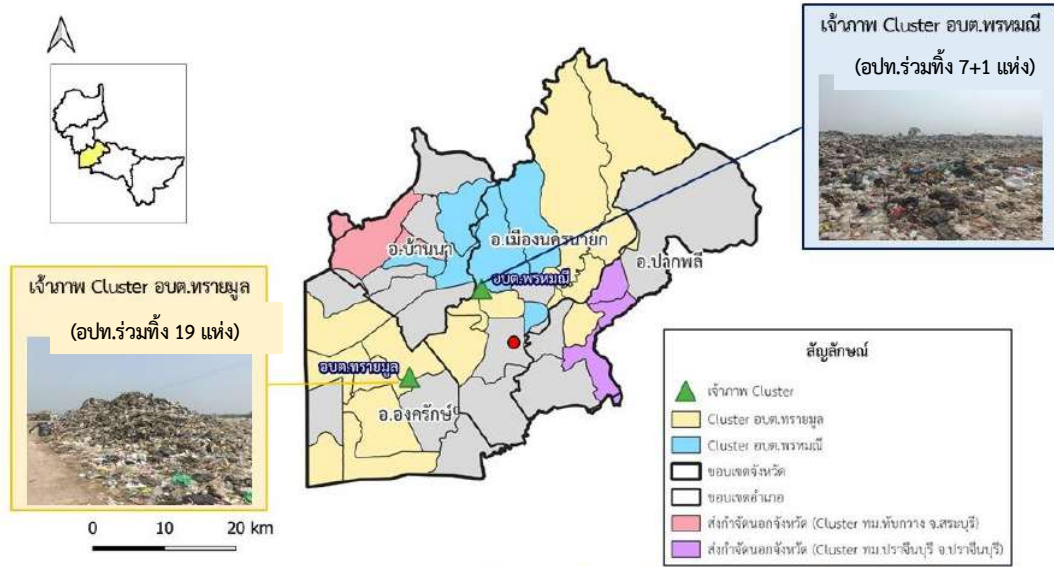 เจ้าภาพ Cluster อบต.พรหมณี
(อปท.ร่วมทิ้ง 7+1 แห่ง)
อ.บ้านนา
อ.เมืองนครนายก
อ.ปากพลี
อบต.พรหมณี
เจ้าภาพ Cluster อบต.ทรายมูล
(อปท.ร่วมทิ้ง 19 แห่ง)
อบต.ทรายมูล
อ.องครักษ์
0 10 20 km
สัญลักษณ์
เจ้าภาพ Cluster
Cluster อบต.ทรายมูล
Cluster อบต.พรหมณี
ขอบเขตจังหวัด
ขอบเขตอำเภอ
ส่งกำจัดนอกจังหวัด (Cluster ทม.ทับกวาง จ.สระบุรี)
ส่งกำจัดนอกจังหวัด (Cluster ทม.ปราจีนบุรี จ.ปราจีนบุรี)